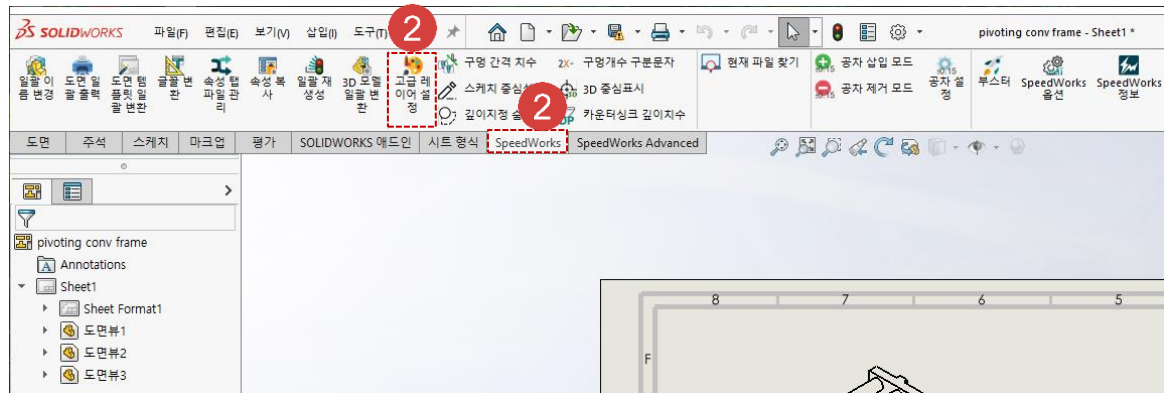 SOLIDWORKS 파일(F) 편집(E) 보기(V) 삽입(I) 도구(T) 2 pivoting conv frame - Sheet1 *
일괄 이름 변경
도면 일괄 출력
도면 템플릿 일괄 변환
글꼴 변환
속성 탭 파일 관리
속성 복사
일괄 재생성
3D 모델 일괄 변환
고급 레이어 설정
구멍 간격 치수
스케치 중심
깊이지정
2
2X- 구멍개수 구분문자
3D 중심표시
카운터싱크 깊이치수
현재 파일 찾기
공차 삽입 모드
공차 제거 모드
공차 설정
부스터
SpeedWorks 옵션
SpeedWorks 정보
도면 주석 스케치 마크업 평가 SOLIDWORKS 애드인 시트 형식 SpeedWorks SpeedWorks Advanced
pivoting conv frame
Annotations
Sheet1
Sheet Format1
도면뷰1
도면뷰2
도면뷰3
8 7 6 5
F